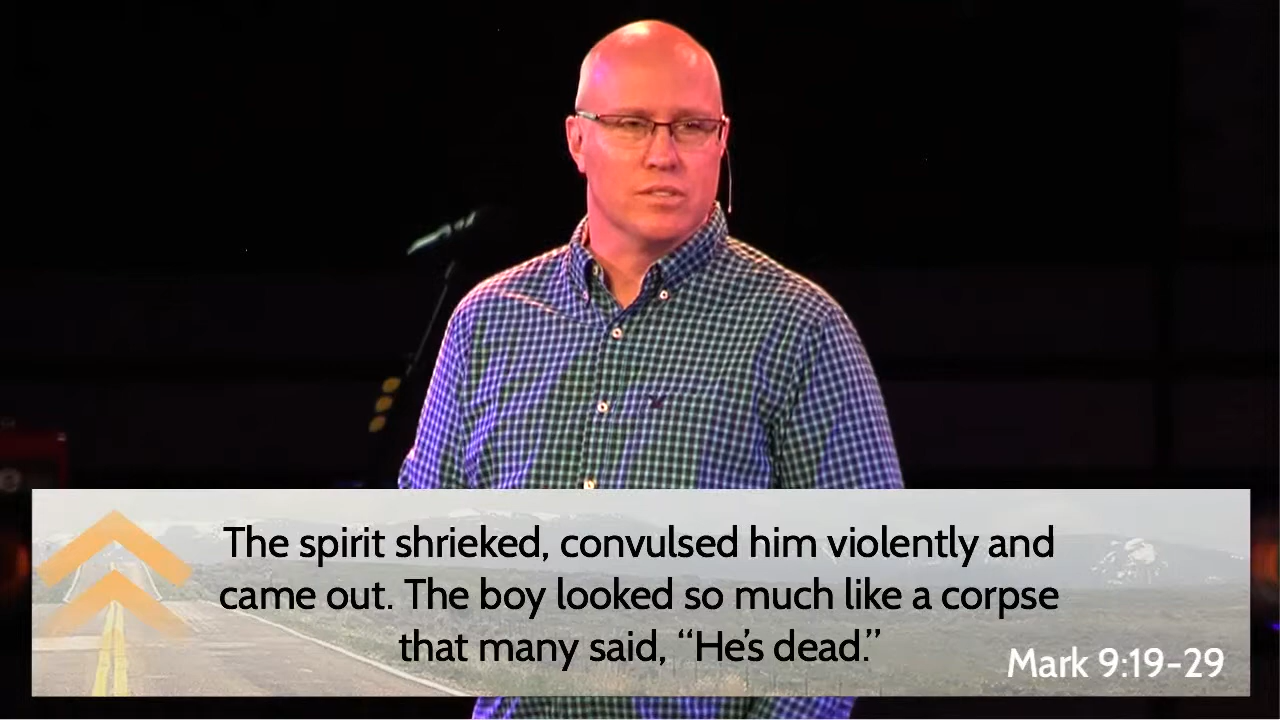 The spirit shrieked, convulsed him violently and
came out. The boy looked so much like a corpse
that many said, “He’s dead.”
Mark 9:19-29